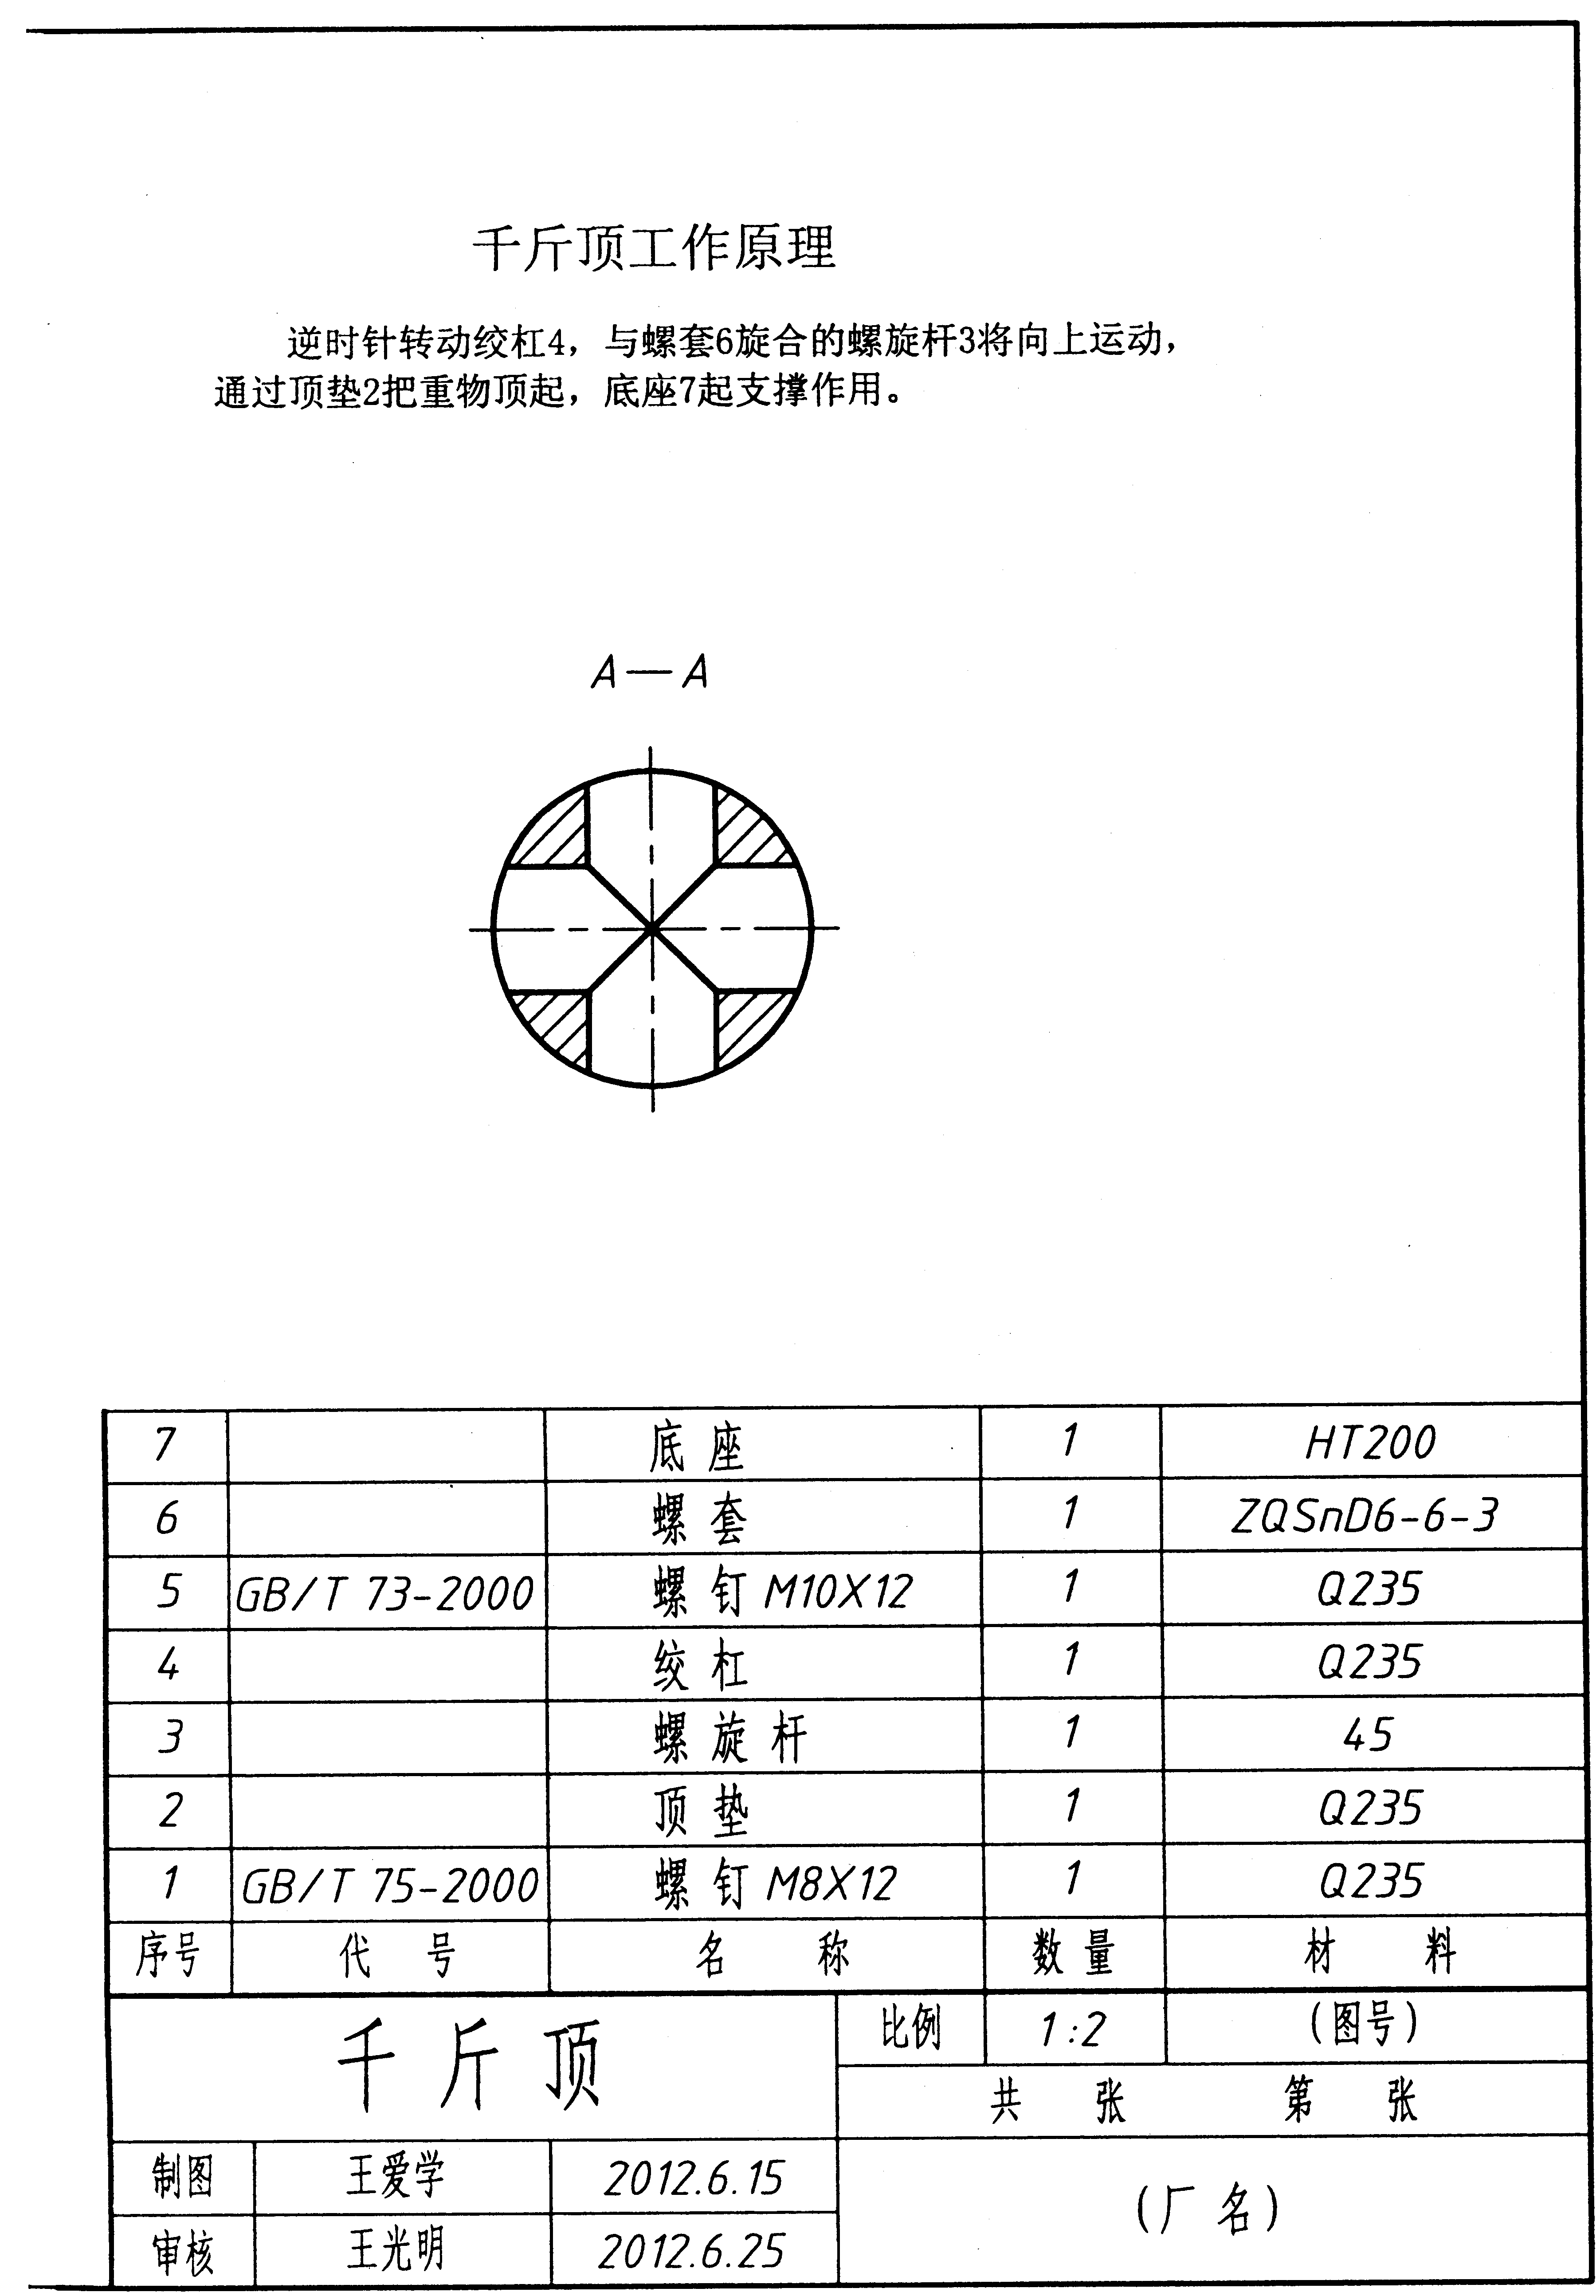 千斤顶工作原理
逆时针转动绞杠4，与螺套6旋合的螺旋杆3将向上运动，
通过顶垫2把重物顶起，底座7起支撑作用。
A—A
7 底座 1 HT200
6 螺套 1 ZQSnD6-6-3
5 GB/T 73-2000 螺钉 M10X12 1 Q235
4 绞杠 1 Q235
3 螺旋杆 1 45
2 顶垫 1 Q235
1 GB/T 75-2000 螺钉 M8X12 1 Q235
序号 代号 名称 数量 材料
千斤顶 比例 1:2 (图号)
共 张 第 张
制图 王爱学 2012.6.15
(厂名)
审核 王光明 2012.6.25